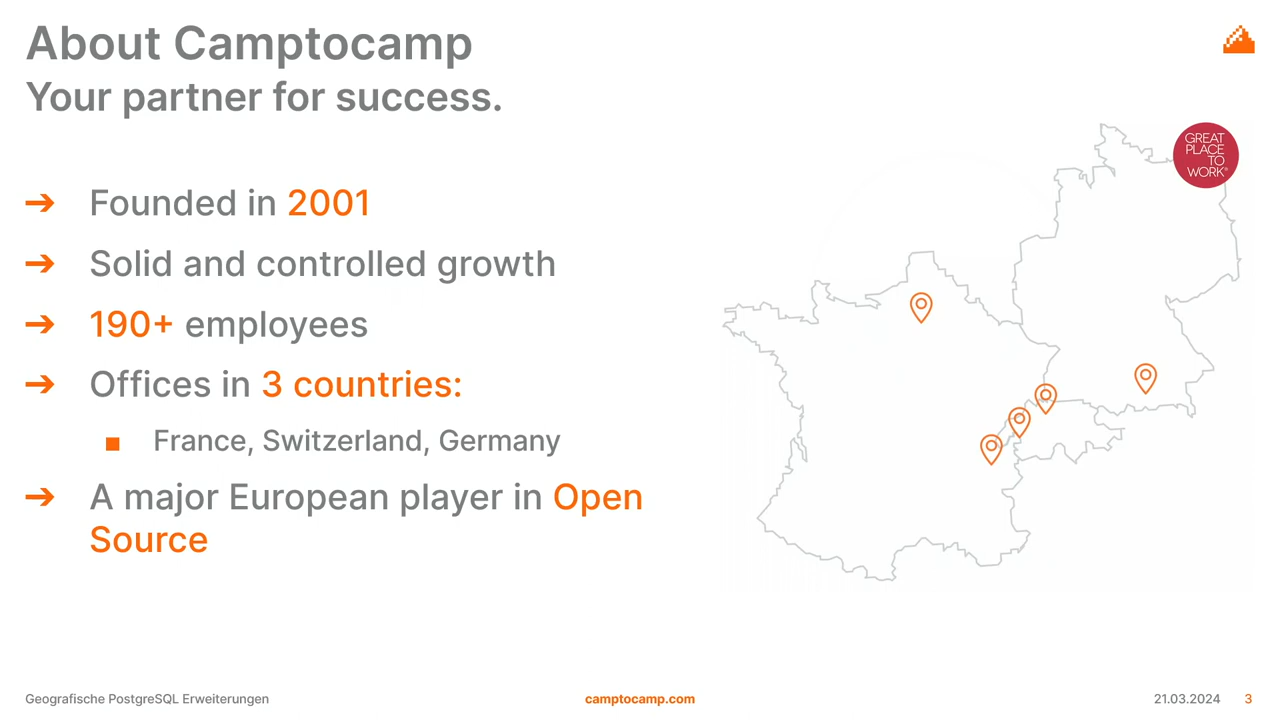 About Camptocamp
Your partner for success.
GREAT
PLACE
TO
WORK®
➔ Founded in 2001
➔ Solid and controlled growth
➔ 190+ employees
➔ Offices in 3 countries:
■ France, Switzerland, Germany
➔ A major European player in Open
Source
Geografische PostgreSQL Erweiterungen
camptocamp.com
21.03.2024 3